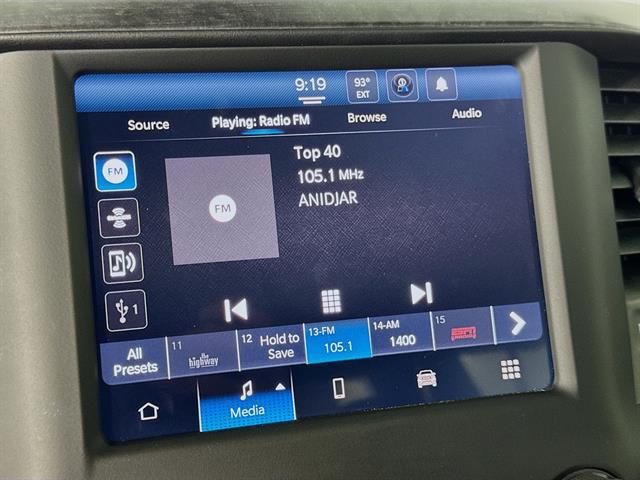 9:19
93°
EXT
Source
Playing: Radio FM
Browse
Audio
FM
FM
Top 40
105.1 MHz
ANIDJAR
1
All
Presets
11
the
highway
12
Hold to
Save
13-FM
105.1
14-AM
1400
15
ESPN
Media